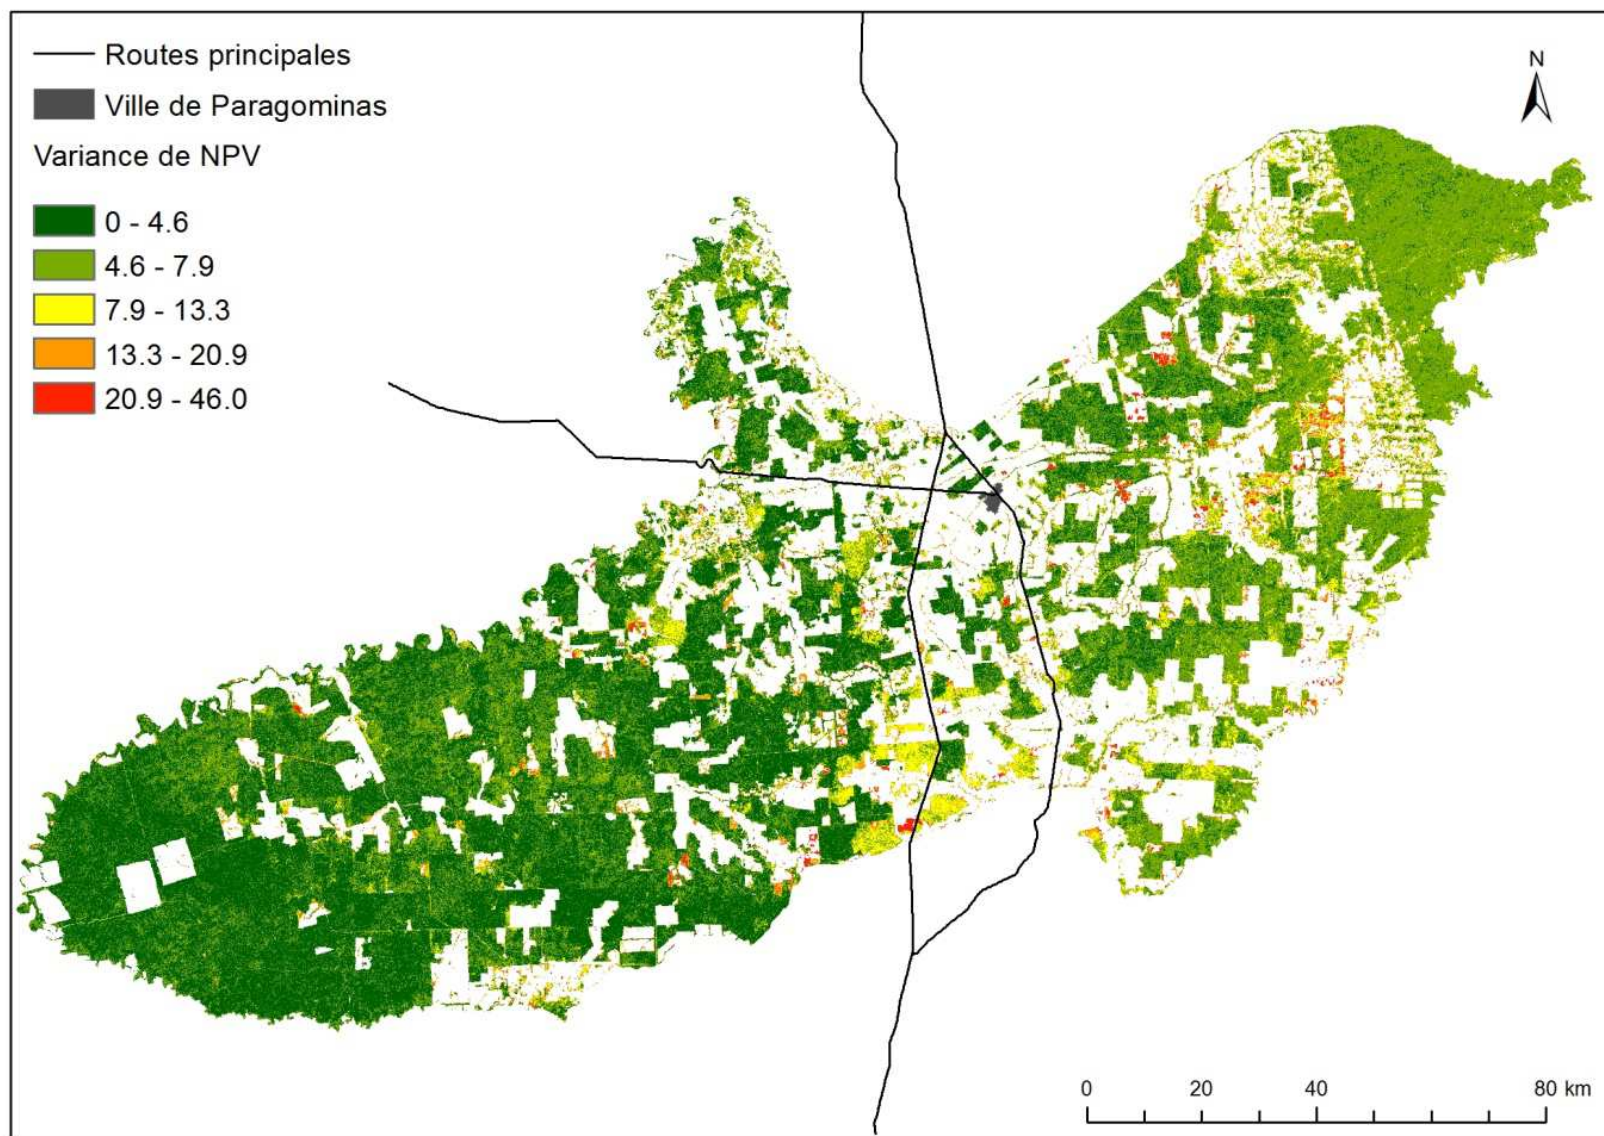 Routes principales
Ville de Paragominas
Variance de NPV
0 - 4.6
4.6 - 7.9
7.9 - 13.3
13.3 - 20.9
20.9 - 46.0
N
0 20 40 80 km